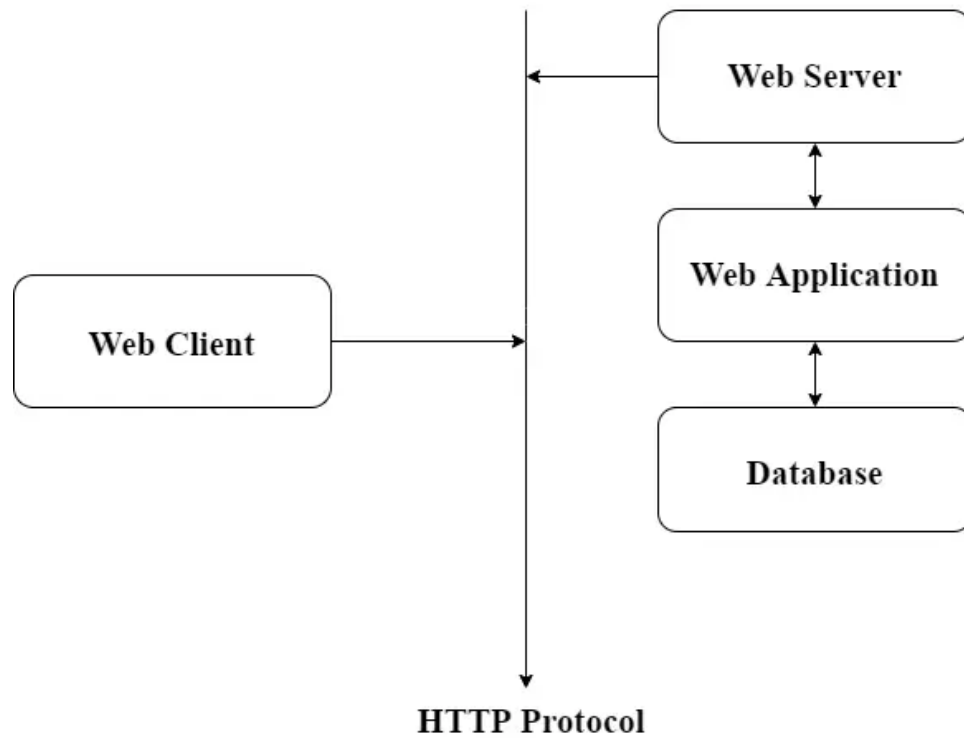 Web Server
Web Application
Web Client
Database
HTTP Protocol